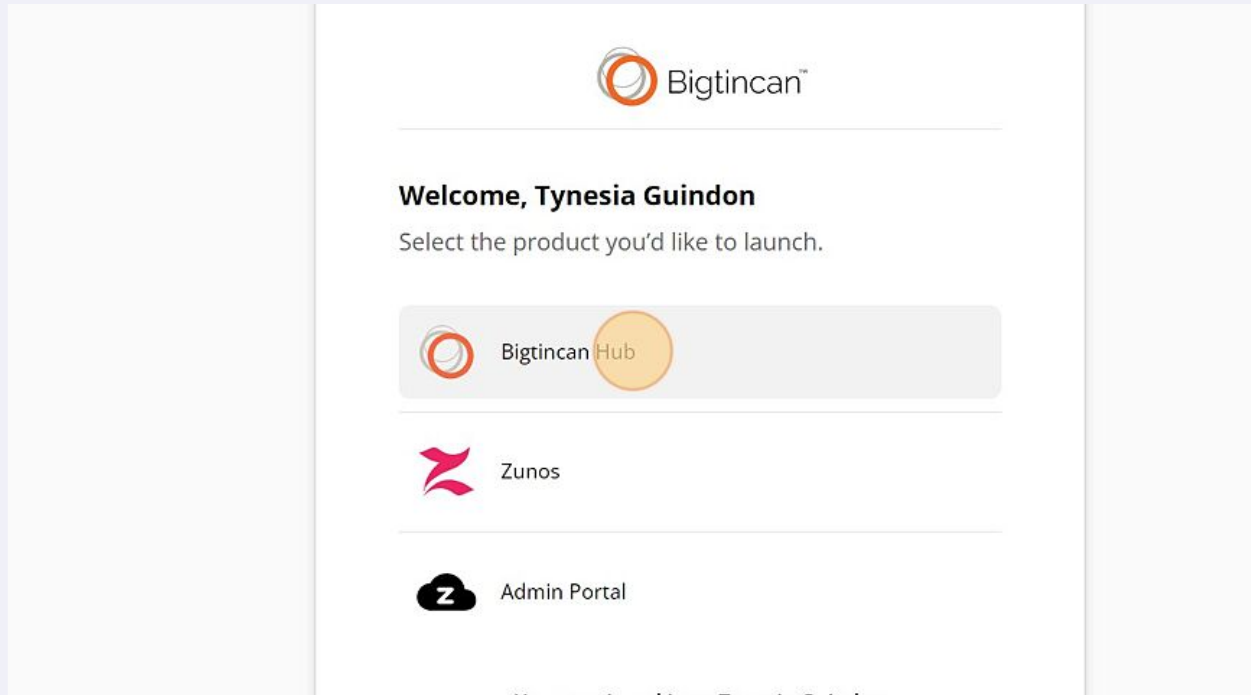 Bigtincan™
Welcome, Tynesia Guindon
Select the product you’d like to launch.
Bigtincan Hub
Zunos
Admin Portal